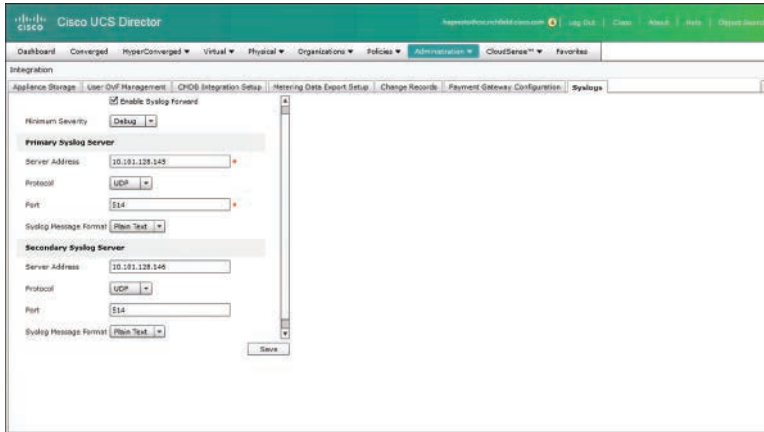 cisco Cisco UCS Director
Log Out | Cisco | About | Help |
Dashboard Converged HyperConverged Virtual Physical Organizations Policies Administration CloudSense™ Favorites
Integration
Appliance Storage User OVF Management CMDB Integration Setup Metering Data Export Setup Change Records Payment Gateway Configuration Syslogs
Enable Syslog Forward
Minimum Severity Debug
Primary Syslog Server
Server Address 10.101.128.145 *
Protocol UDP
Port 514 *
Syslog Message Format Plain Text
Secondary Syslog Server
Server Address 10.101.128.146
Protocol UDP
Port 514
Syslog Message Format Plain Text
Save